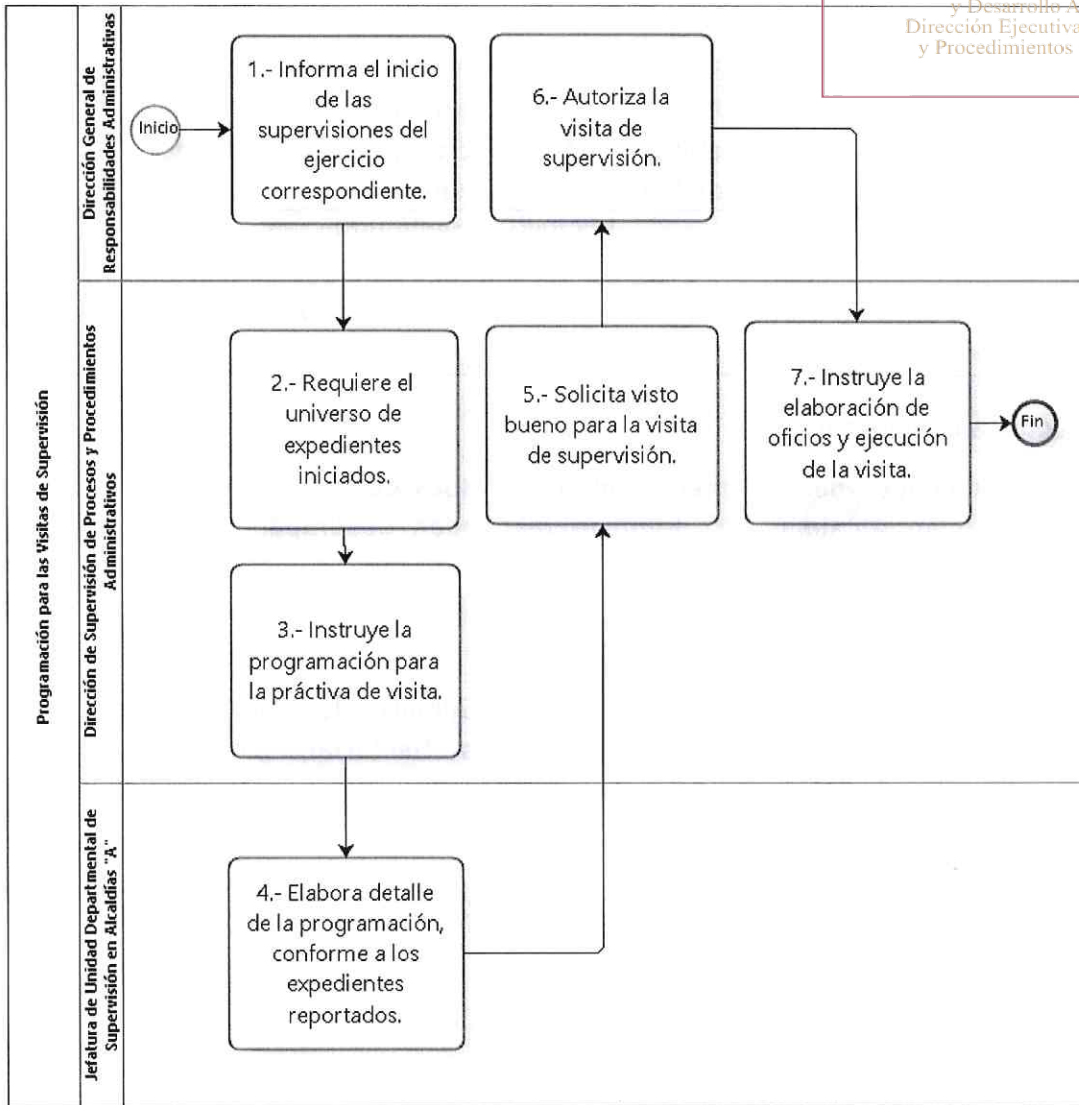 y Desarrollo A
Dirección Ejecutiva
y Procedimientos
Programación para las Visitas de Supervisión
Dirección General de
Responsabilidades Administrativas
Inicio
1.- Informa el inicio
de las
supervisiones del
ejercicio
correspondiente.
6.- Autoriza la
visita de
supervisión.
Dirección de Supervisión de Procesos y Procedimientos
Administrativos
2.- Requiere el
universo de
expedientes
iniciados.
5.- Solicita visto
bueno para la visita
de supervisión.
7.- Instruye la
elaboración de
oficios y ejecución
de la visita.
Fin
3.- Instruye la
programación para
la práctiva de visita.
Jefatura de Unidad Departmental de
Supervisión en Alcaldías "A"
4.- Elabora detalle
de la programación,
conforme a los
expedientes
reportados.